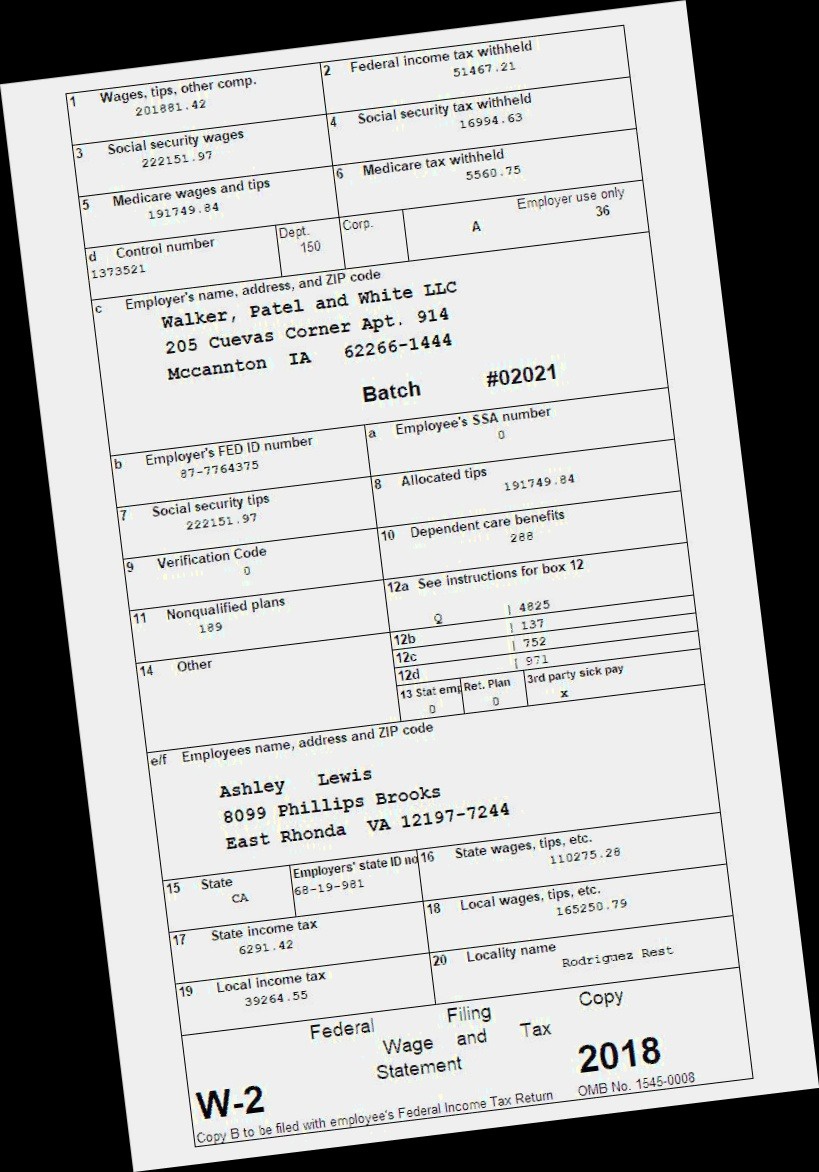 1 Wages, tips, other comp.
201881.42
2 Federal income tax withheld
51467.21
3 Social security wages
222151.97
4 Social security tax withheld
16994.63
5 Medicare wages and tips
191749.84
6 Medicare tax withheld
5560.75
d Control number
1373521
Dept.
150
Corp.
Employer use only
A 36
c Employer's name, address, and ZIP code
Walker, Patel and White LLC
205 Cuevas Corner Apt. 914
Mccannton IA 62266-1444
Batch #02021
b Employer's FED ID number
87-7764375
a Employee's SSA number
0
7 Social security tips
222151.97
8 Allocated tips
191749.84
9 Verification Code
0
10 Dependent care benefits
288
11 Nonqualified plans
189
12a See instructions for box 12
Q | 4825
12b | 137
12c | 752
12d | 971
14 Other
13 Stat emp
0
Ret. Plan
0
3rd party sick pay
x
e/f Employees name, address and ZIP code
Ashley Lewis
8099 Phillips Brooks
East Rhonda VA 12197-7244
15 State
CA
Employers' state ID no
68-19-981
16 State wages, tips, etc.
110275.28
17 State income tax
6291.42
18 Local wages, tips, etc.
165250.79
19 Local income tax
39264.55
20 Locality name
Rodriguez Rest
Federal Filing Copy
Wage and Tax
Statement
W-2 2018
Copy B to be filed with employee's Federal Income Tax Return OMB No. 1545-0008